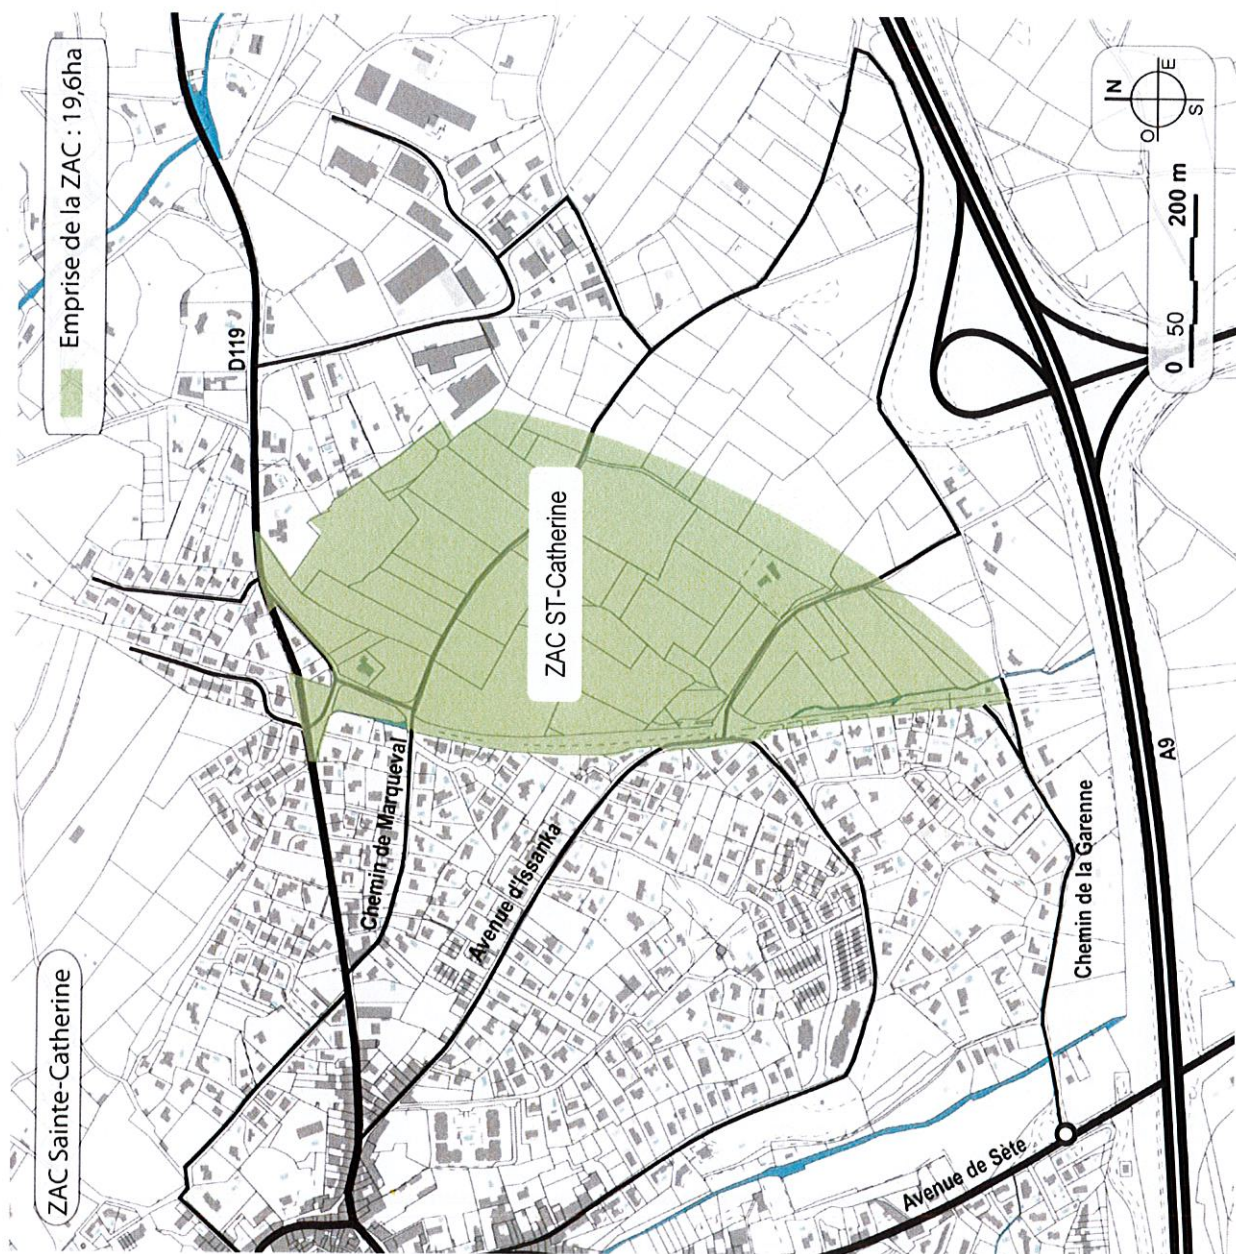 ZAC Sainte-Catherine
Emprise de la ZAC : 19,6ha
D119
Chemin de Marqueval
Avenue d'Issanka
ZAC ST-Catherine
Chemin de la Garenne
Avenue de Sète
A9
N
O
E
S
0 50 200 m